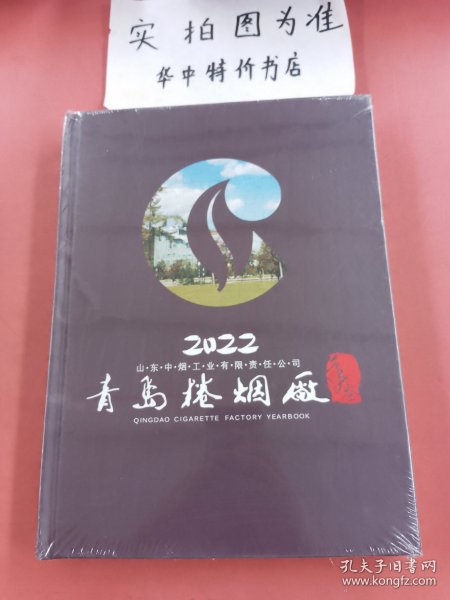 实拍图为准
华中特价书店
2022
山·东·中·烟·工·业·有·限·责·任·公·司
青岛捲烟廠
QINGDAO CIGARETTE FACTORY YEARBOOK
孔夫子旧书网
www.kongfz.com